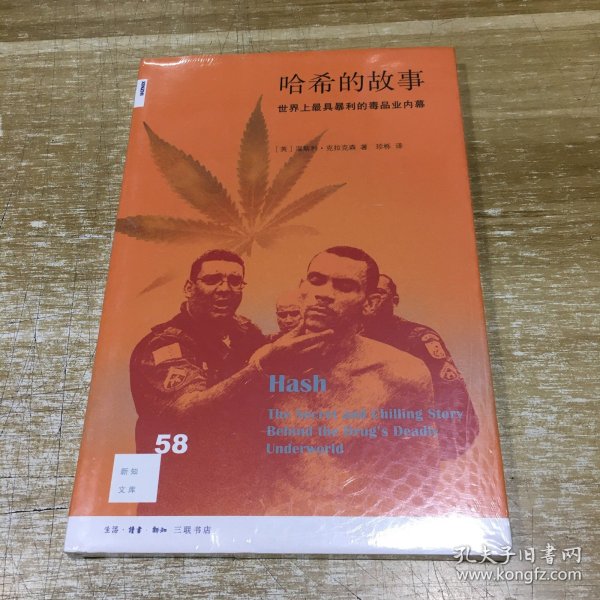 哈希的故事
世界上最具暴利的毒品业内幕
[英] 温斯利·克拉克森 著 珍栎 译
Hash
The Secret and Chilling Story
Behind the Drug's Deadly
Underworld
58
新知
文库
生活·读书·新知 三联书店
孔夫子旧书网
www.kongfz.com